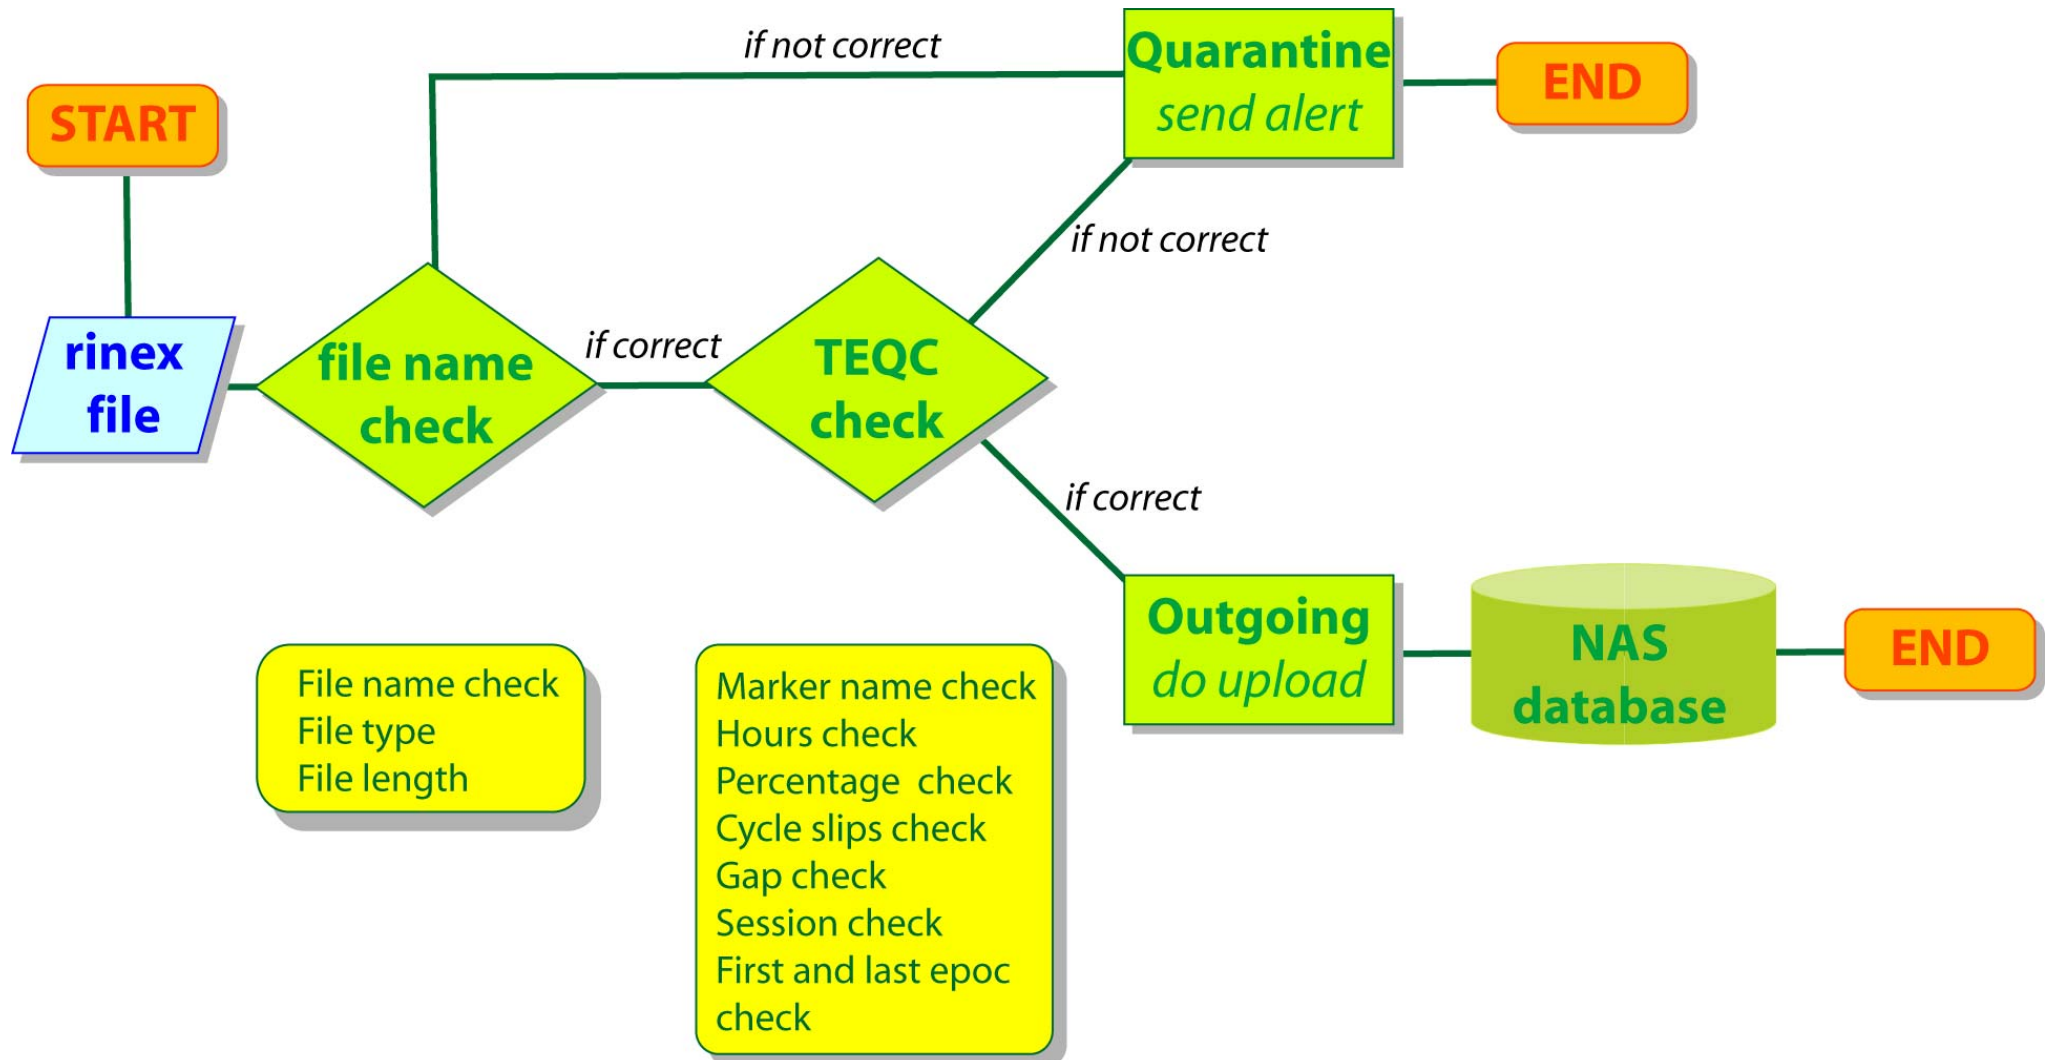 if not correct
Quarantine
send alert
END
START
if not correct
rinex
file
file name
check
if correct
TEQC
check
if correct
Outgoing
do upload
NAS
database
END
File name check
File type
File length
Marker name check
Hours check
Percentage  check
Cycle slips check
Gap check
Session check
First and last epoc
check